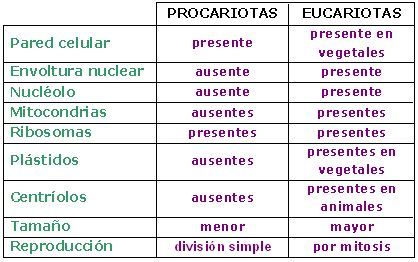 PROCARIOTAS EUCARIOTAS
Pared celular presente presente en
vegetales
Envoltura nuclear ausente presente
Nucléolo ausente presente
Mitocondrias ausentes presentes
Ribosomas presentes presentes
Plástidos ausentes presentes en
vegetales
Centríolos ausentes presentes en
animales
Tamaño menor mayor
Reproducción división simple por mitosis